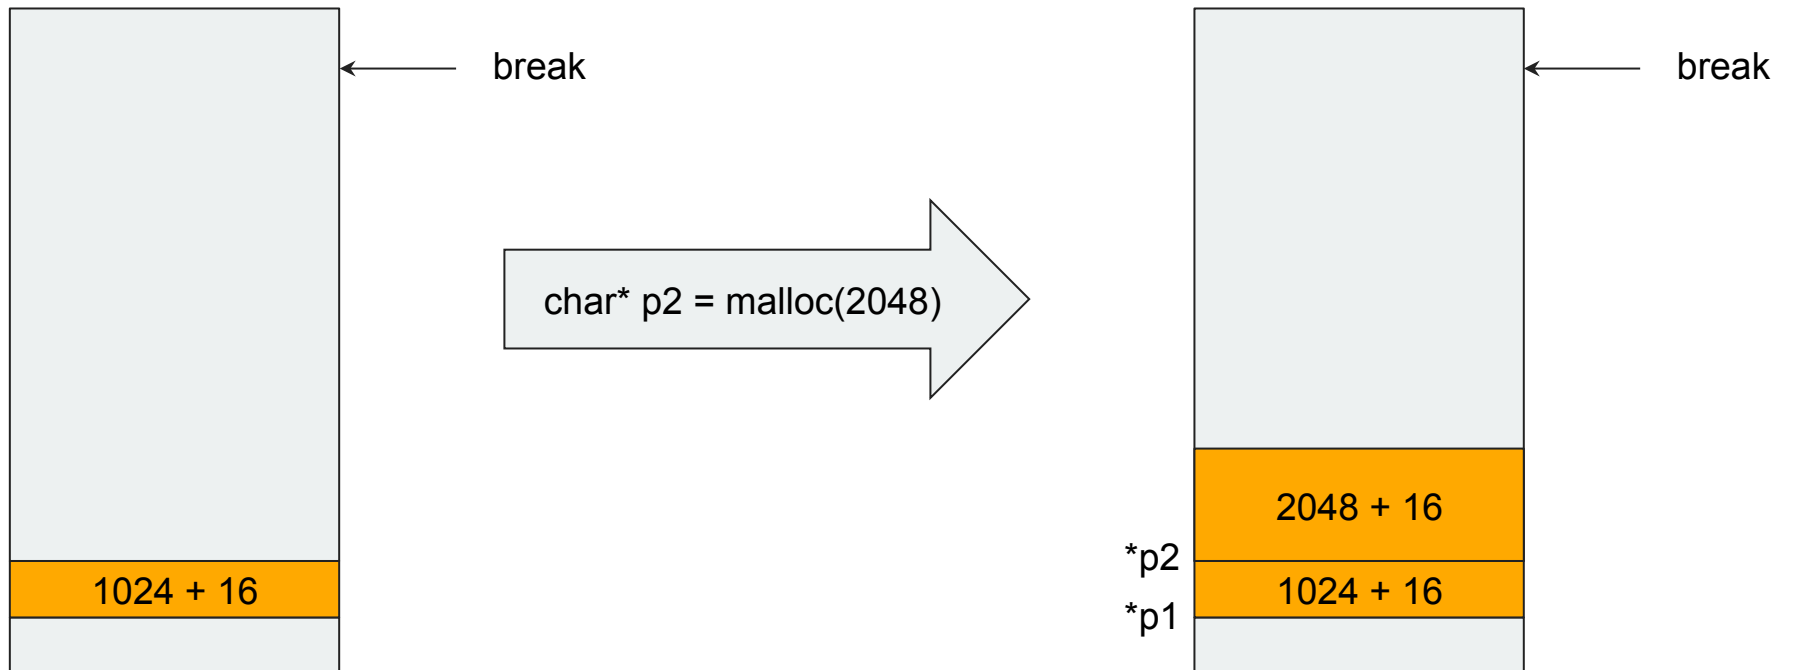 break
break
char* p2 = malloc(2048)
2048 + 16
*p2
1024 + 16
1024 + 16
*p1